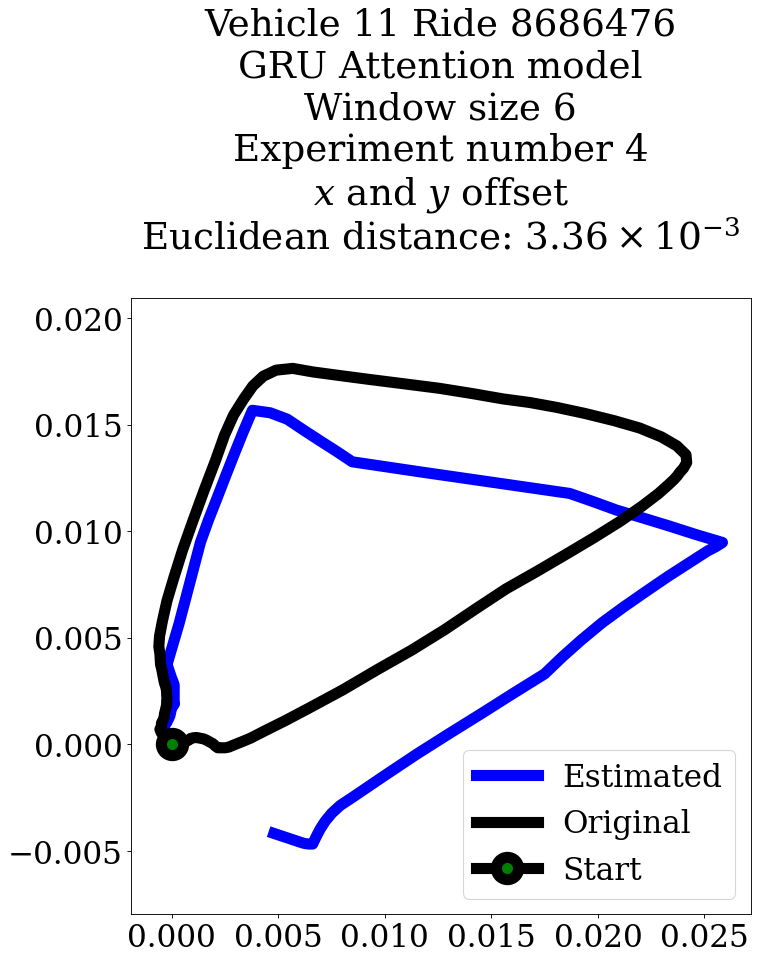 Vehicle 11 Ride 8686476
GRU Attention model
Window size 6
Experiment number 4
x and y offset
Euclidean distance: 3.36 × 10⁻³
0.020
0.015
0.010
0.005
0.000
−0.005
Estimated
Original
Start
0.000 0.005 0.010 0.015 0.020 0.025